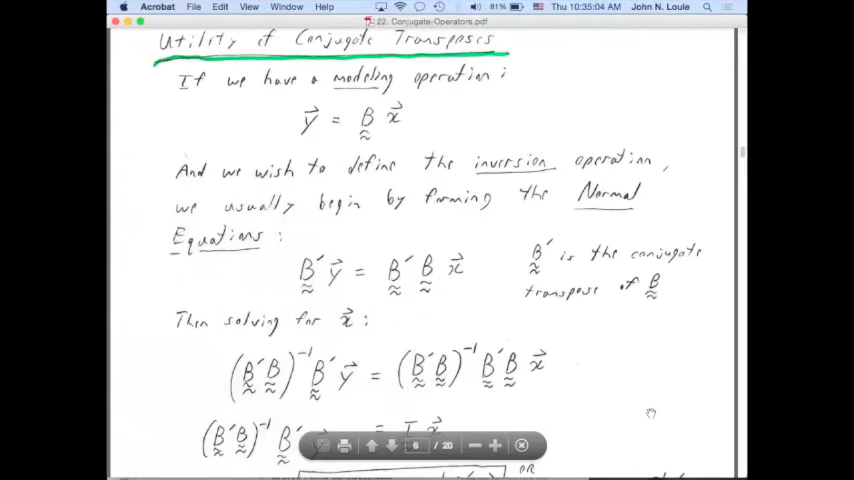 Acrobat File Edit View Window Help 81% Thu 10:35:04 AM John N. Louie
22. Conjugate-Operators.pdf
Utility of Conjugate Transposes
If we have a modeling operation:
y⃗ = B x⃗
And we wish to define the inversion operation,
we usually begin by forming the Normal
Equations:
B′ y⃗ = B′ B x⃗
B′ is the conjugate
transpose of B
Then solving for x⃗:
(B′B)⁻¹ B′ y⃗ = (B′B)⁻¹ B′ B x⃗
(B′B)⁻¹ B′ y⃗ = I x⃗
6 / 20
OR